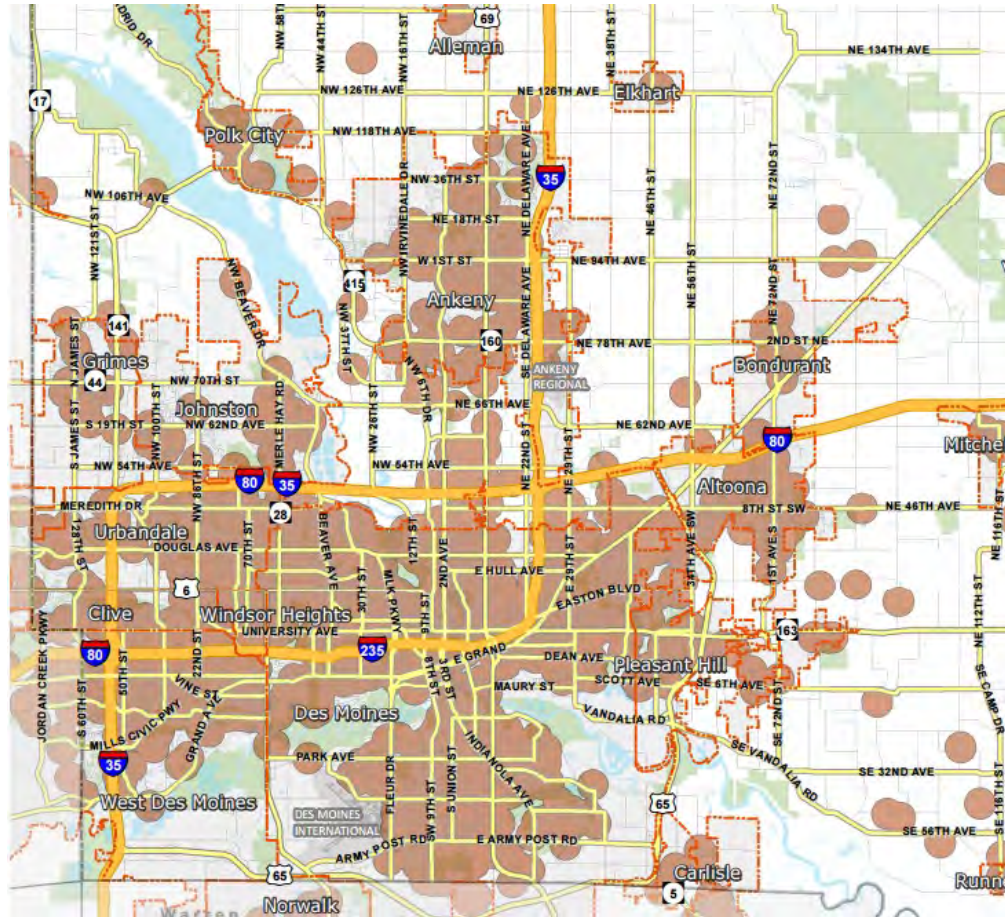 MADRID DR
NW 58TH
NW 44TH ST
NW 16TH ST
69
Alleman
NE 38TH ST
NE 134TH AVE
17
NW 126TH AVE
NE 126TH AVE
Elkhart
Polk City
NW 118TH AVE
NE DELAWARE AVE
NE 72ND ST
NW 36TH ST
35
NW 106TH AVE
NW IRVINEDALE DR
NE 46TH ST
NE 18TH ST
NW 121ST ST
NW BEAVER DR
W 1ST ST
NE 94TH AVE
NE 56TH ST
415
Ankeny
SE DELAWARE AVE
NE 72ND ST
N JAMES ST
141
NW 37TH ST
160
NE 78TH AVE
2ND ST NE
Grimes
NW 6TH DR
Bondurant
44
NW 70TH ST
ANKENY
REGIONAL
Johnston
MERLE HAY RD
NE 66TH AVE
S JAMES ST
S 19TH ST
NW 100TH ST
NW 62ND AVE
NW 26TH ST
NE 22ND ST
NE 29TH ST
NE 62ND AVE
80
Mitche
NW 54TH AVE
NW 86TH ST
80
35
NW 54TH AVE
Altoona
MEREDITH DR
28
8TH ST SW
NE 46TH AVE
NE 116TH ST
Urbandale
128TH ST
70TH ST
BEAVER AVE
12TH ST
2ND AVE
DOUGLAS AVE
30TH ST
MLK PKWY
E HULL AVE
E 29TH ST
34TH AVE SW
1ST AVE S
6
EASTON BLVD
NE 112TH ST
Clive
Windsor Heights
9TH ST
JORDAN CREEK PKWY
UNIVERSITY AVE
163
80
50TH ST
22ND ST
235
E GRAND
DEAN AVE
Pleasant Hill
8TH ST
3RD ST
SCOTT AVE
SE 6TH AVE
VINE ST
MAURY ST
SE CAMP DR
S 60TH ST
GRAND AVE
Des Moines
VANDALIA RD
SE 72ND ST
MILLS CIVIC PWY
35
PARK AVE
FLEUR DR
SW 9TH ST
S UNION ST
INDIANOLA AVE
SE VANDALIA RD
SE 32ND AVE
West Des Moines
65
SE 116TH ST
DES MOINES
INTERNATIONAL
ARMY POST RD
E ARMY POST RD
SE 56TH AVE
65
Carlisle
5
Runne
Norwalk
Warren